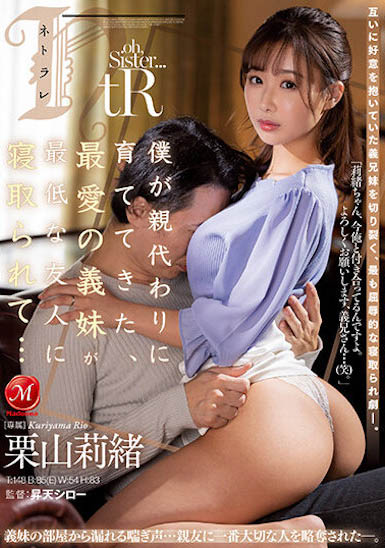 ネトラレ
oh, Sister...
NtR
互いに好意を抱いていた義兄妹を切り裂く、最も屈辱的な寝取られ劇―。
「莉緒ちゃん、今俺と付き合ってるんですよ。
よろしくお願いします、義兄さん…(笑)。」
僕が親代わりに
育ててきた、
最愛の義妹が
最低な友人に
寝取られて…
M
Madonna
[専属] Kuriyama Rio
栗山莉緒
T:148 B:85(E) W:54 H:83
監督:昇天シロー
義妹の部屋から漏れる喘ぎ声…親友に一番大切な人を略奪された―。